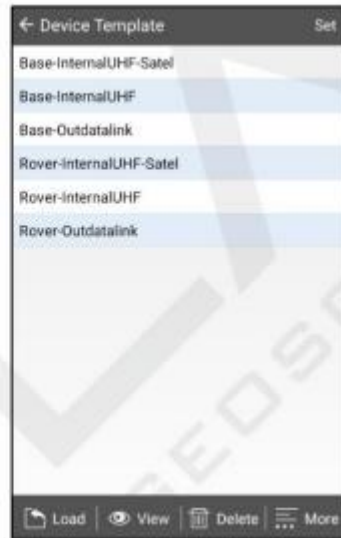 Device Template Set
Base-InternalUHF-Satel
Base-InternalUHF
Base-Outdatalink
Rover-InternalUHF-Satel
Rover-InternalUHF
Rover-Outdatalink
Load View Delete More